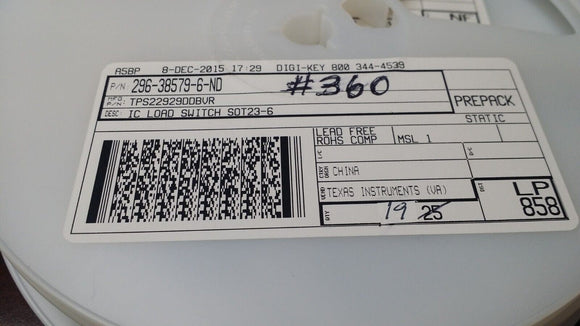 A5BP 8-DEC-2015 17:29 DIGI-KEY 800 344-4539
P/N: 296-38579-6-ND #360
MFG P/N: TPS22929DDBVR
DESC: IC LOAD SWITCH SOT23-6
PREPACK
STATIC
LEAD FREE
ROHS COMP MSL 1
CHINA
TEXAS INSTRUMENTS (VA)
QTY 19 25
LP
858